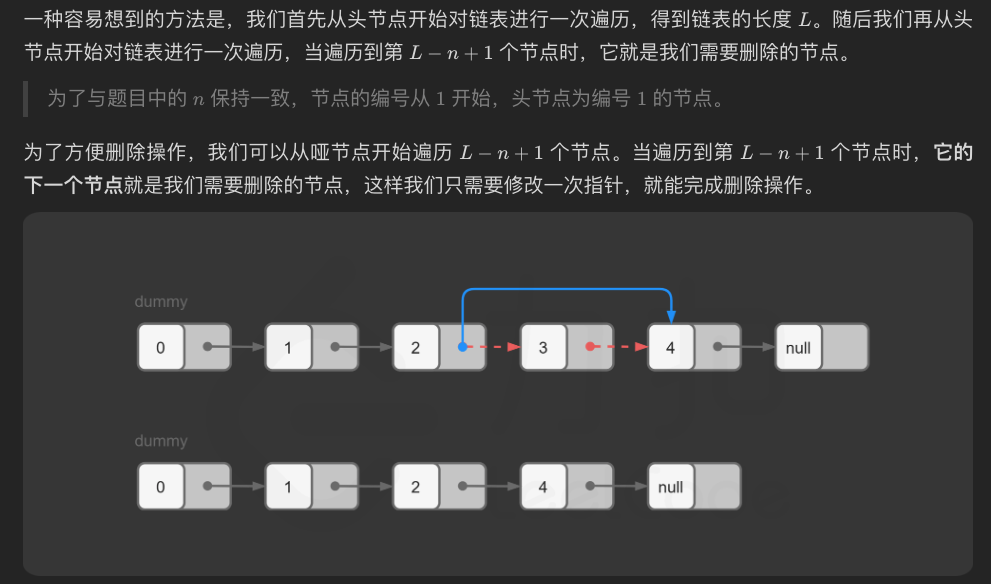 一种容易想到的方法是，我们首先从头节点开始对链表进行一次遍历，得到链表的长度 L。随后我们再从头
节点开始对链表进行一次遍历，当遍历到第 L − n + 1 个节点时，它就是我们需要删除的节点。
为了与题目中的 n 保持一致，节点的编号从 1 开始，头节点为编号 1 的节点。
为了方便删除操作，我们可以从哑节点开始遍历 L − n + 1 个节点。当遍历到第 L − n + 1 个节点时，它的
下一个节点就是我们需要删除的节点，这样我们只需要修改一次指针，就能完成删除操作。
dummy
0 1 2 3 4 null
dummy
0 1 2 4 null